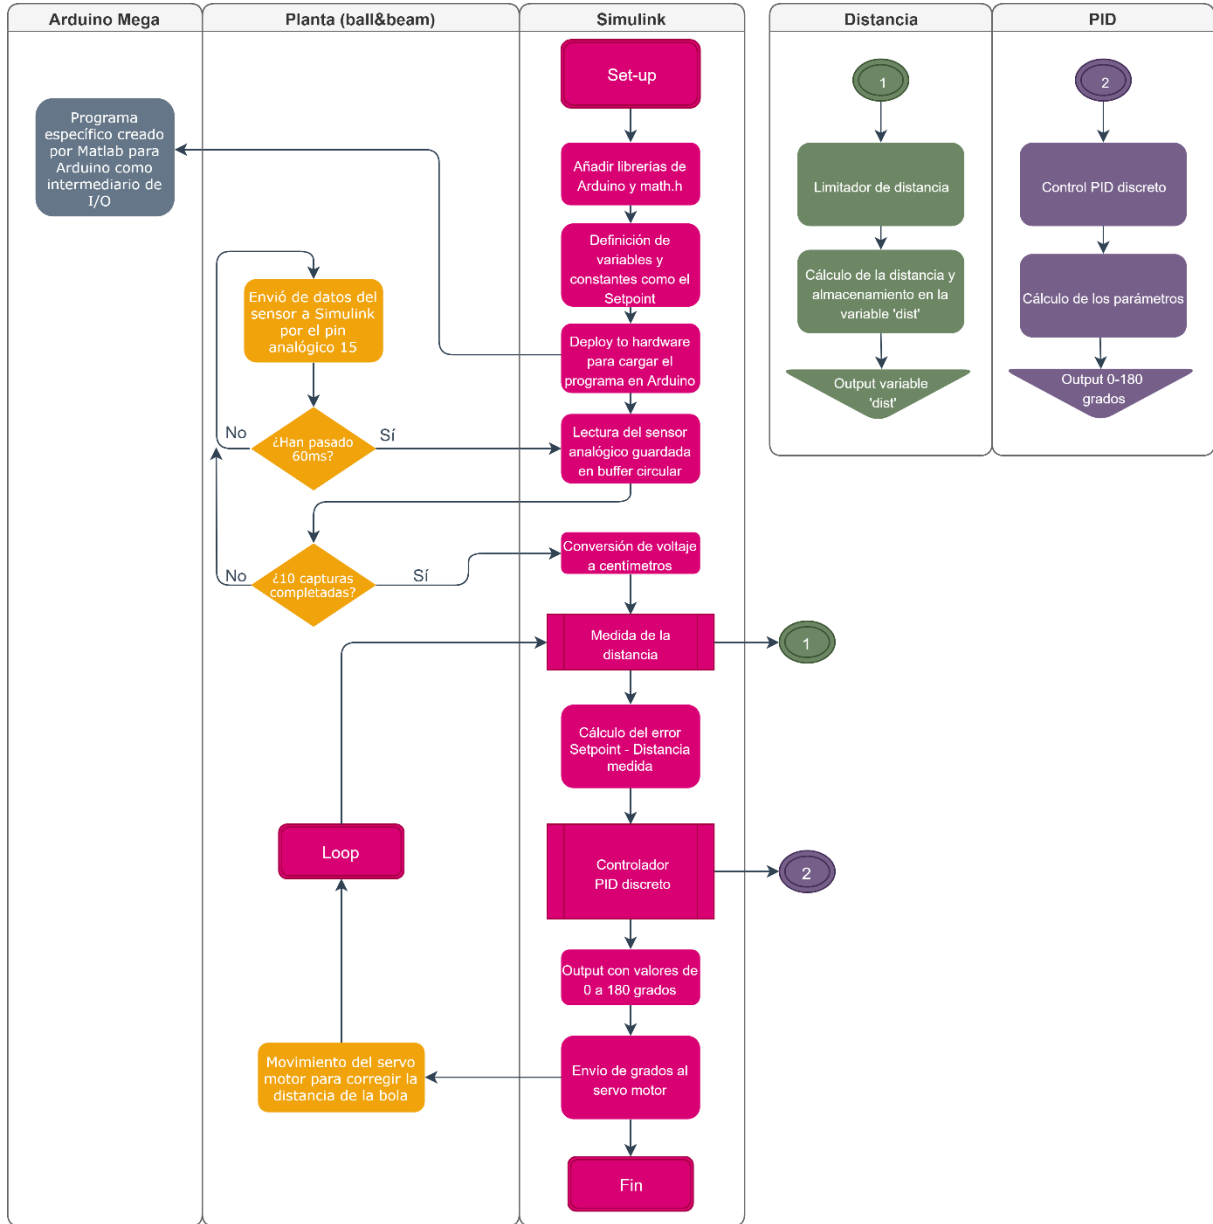 Arduino Mega
Planta (ball&beam)
Simulink
Distancia
PID
Set-up
1
2
Programa
específico creado
por Matlab para
Arduino como
intermediario de
I/O
Añadir librerías de
Arduino y math.h
Limitador de distancia
Control PID discreto
Definición de
variables y
constantes como el
Setpoint
Envió de datos del
sensor a Simulink
por el pin
analógico 15
Cálculo de la distancia y
almacenamiento en la
variable 'dist'
Cálculo de los parámetros
Deploy to hardware
para cargar el
programa en Arduino
Output variable
'dist'
Output 0-180
grados
No
¿Han pasado
60ms?
Sí
Lectura del sensor
analógico guardada
en buffer circular
No
¿10 capturas
completadas?
Sí
Conversión de voltaje
a centímetros
Medida de la
distancia
1
Cálculo del error
Setpoint - Distancia
medida
Loop
Controlador
PID discreto
2
Output con valores de
0 a 180 grados
Movimiento del servo
motor para corregir la
distancia de la bola
Envio de grados al
servo motor
Fin